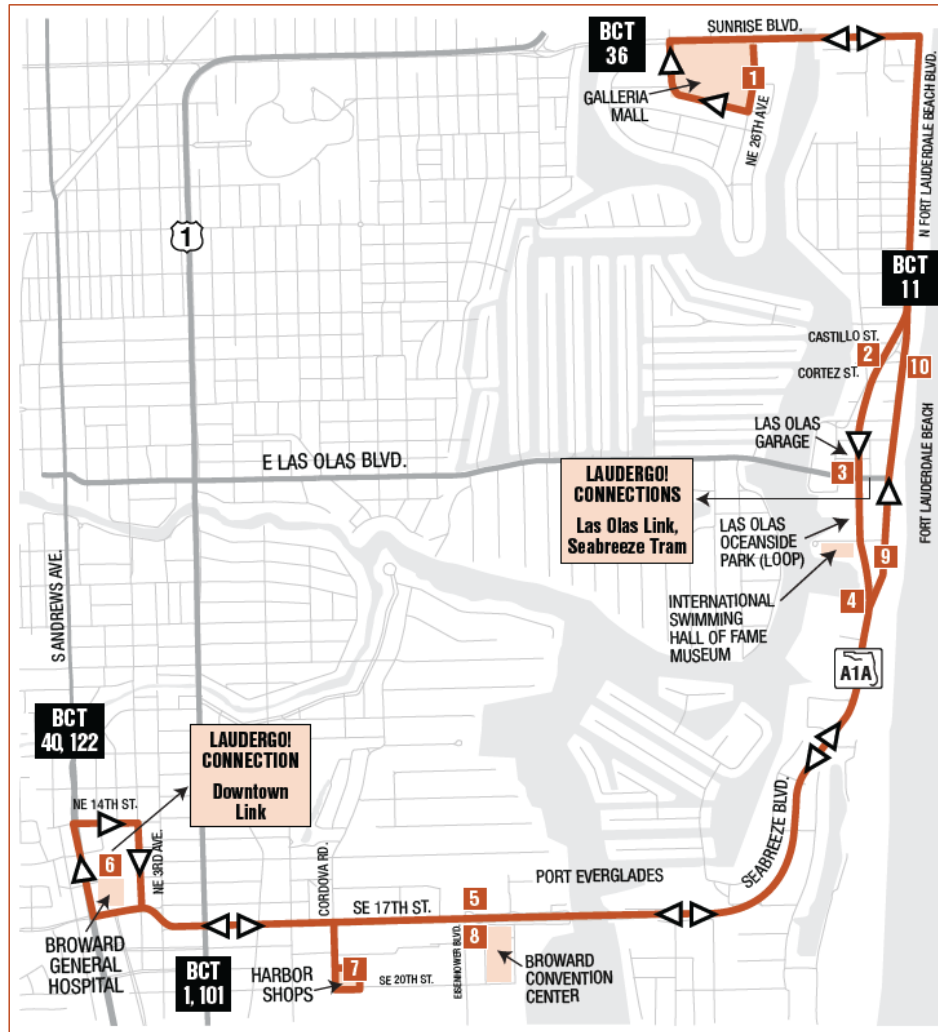 SUNRISE BLVD.
BCT
36
1
GALLERIA
MALL
NE 26TH AVE
N FORT LAUDERDALE BEACH BLVD.
1
BCT
11
CASTILLO ST.
2
10
CORTEZ ST.
FORT LAUDERDALE BEACH
LAS OLAS
GARAGE
E LAS OLAS BLVD.
3
LAUDERGO!
CONNECTIONS
Las Olas Link,
Seabreeze Tram
LAS OLAS
OCEANSIDE
PARK (LOOP)
9
4
INTERNATIONAL
SWIMMING
HALL OF FAME
MUSEUM
S ANDREWS AVE.
A1A
BCT
40, 122
LAUDERGO!
CONNECTION
Downtown
Link
NE 14TH ST.
NE 3RD AVE.
6
SEABREEZE BLVD.
PORT EVERGLADES
CORDOVA RD.
SE 17TH ST.
5
BROWARD
GENERAL
HOSPITAL
BCT
1, 101
HARBOR
SHOPS
7
SE 20TH ST.
EISENHOWER BLVD.
8
BROWARD
CONVENTION
CENTER